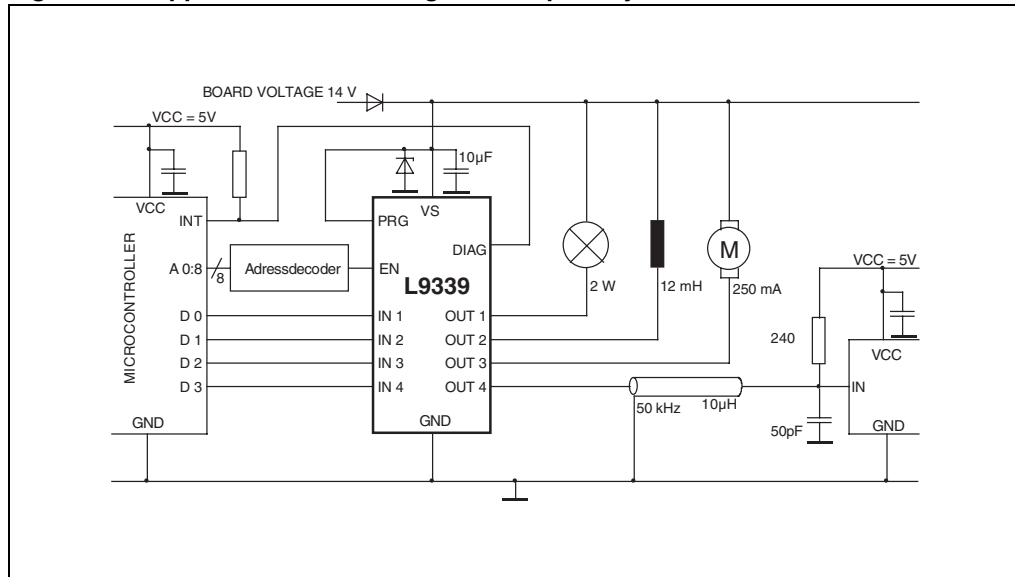 BOARD VOLTAGE 14 V
VCC = 5V
10µF
VCC
INT
A 0:8
8
Adressdecoder
D 0
D 1
D 2
D 3
MICROCONTROLLER
GND
PRG
VS
DIAG
EN
L9339
IN 1
IN 2
IN 3
IN 4
OUT 1
OUT 2
OUT 3
OUT 4
GND
2 W
12 mH
M
250 mA
50 kHz
10µH
240
50pF
VCC = 5V
VCC
IN
GND